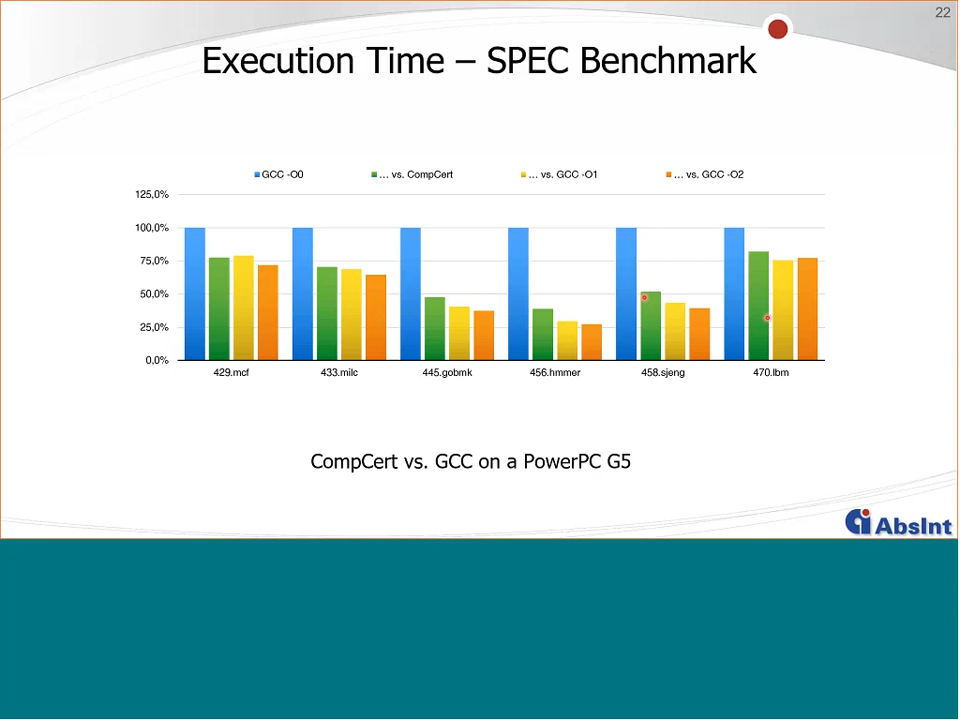 22
Execution Time – SPEC Benchmark
GCC -O0 ... vs. CompCert ... vs. GCC -O1 ... vs. GCC -O2
125,0%
100,0%
75,0%
50,0%
25,0%
0,0%
429.mcf 433.milc 445.gobmk 456.hmmer 458.sjeng 470.lbm
CompCert vs. GCC on a PowerPC G5
AbsInt